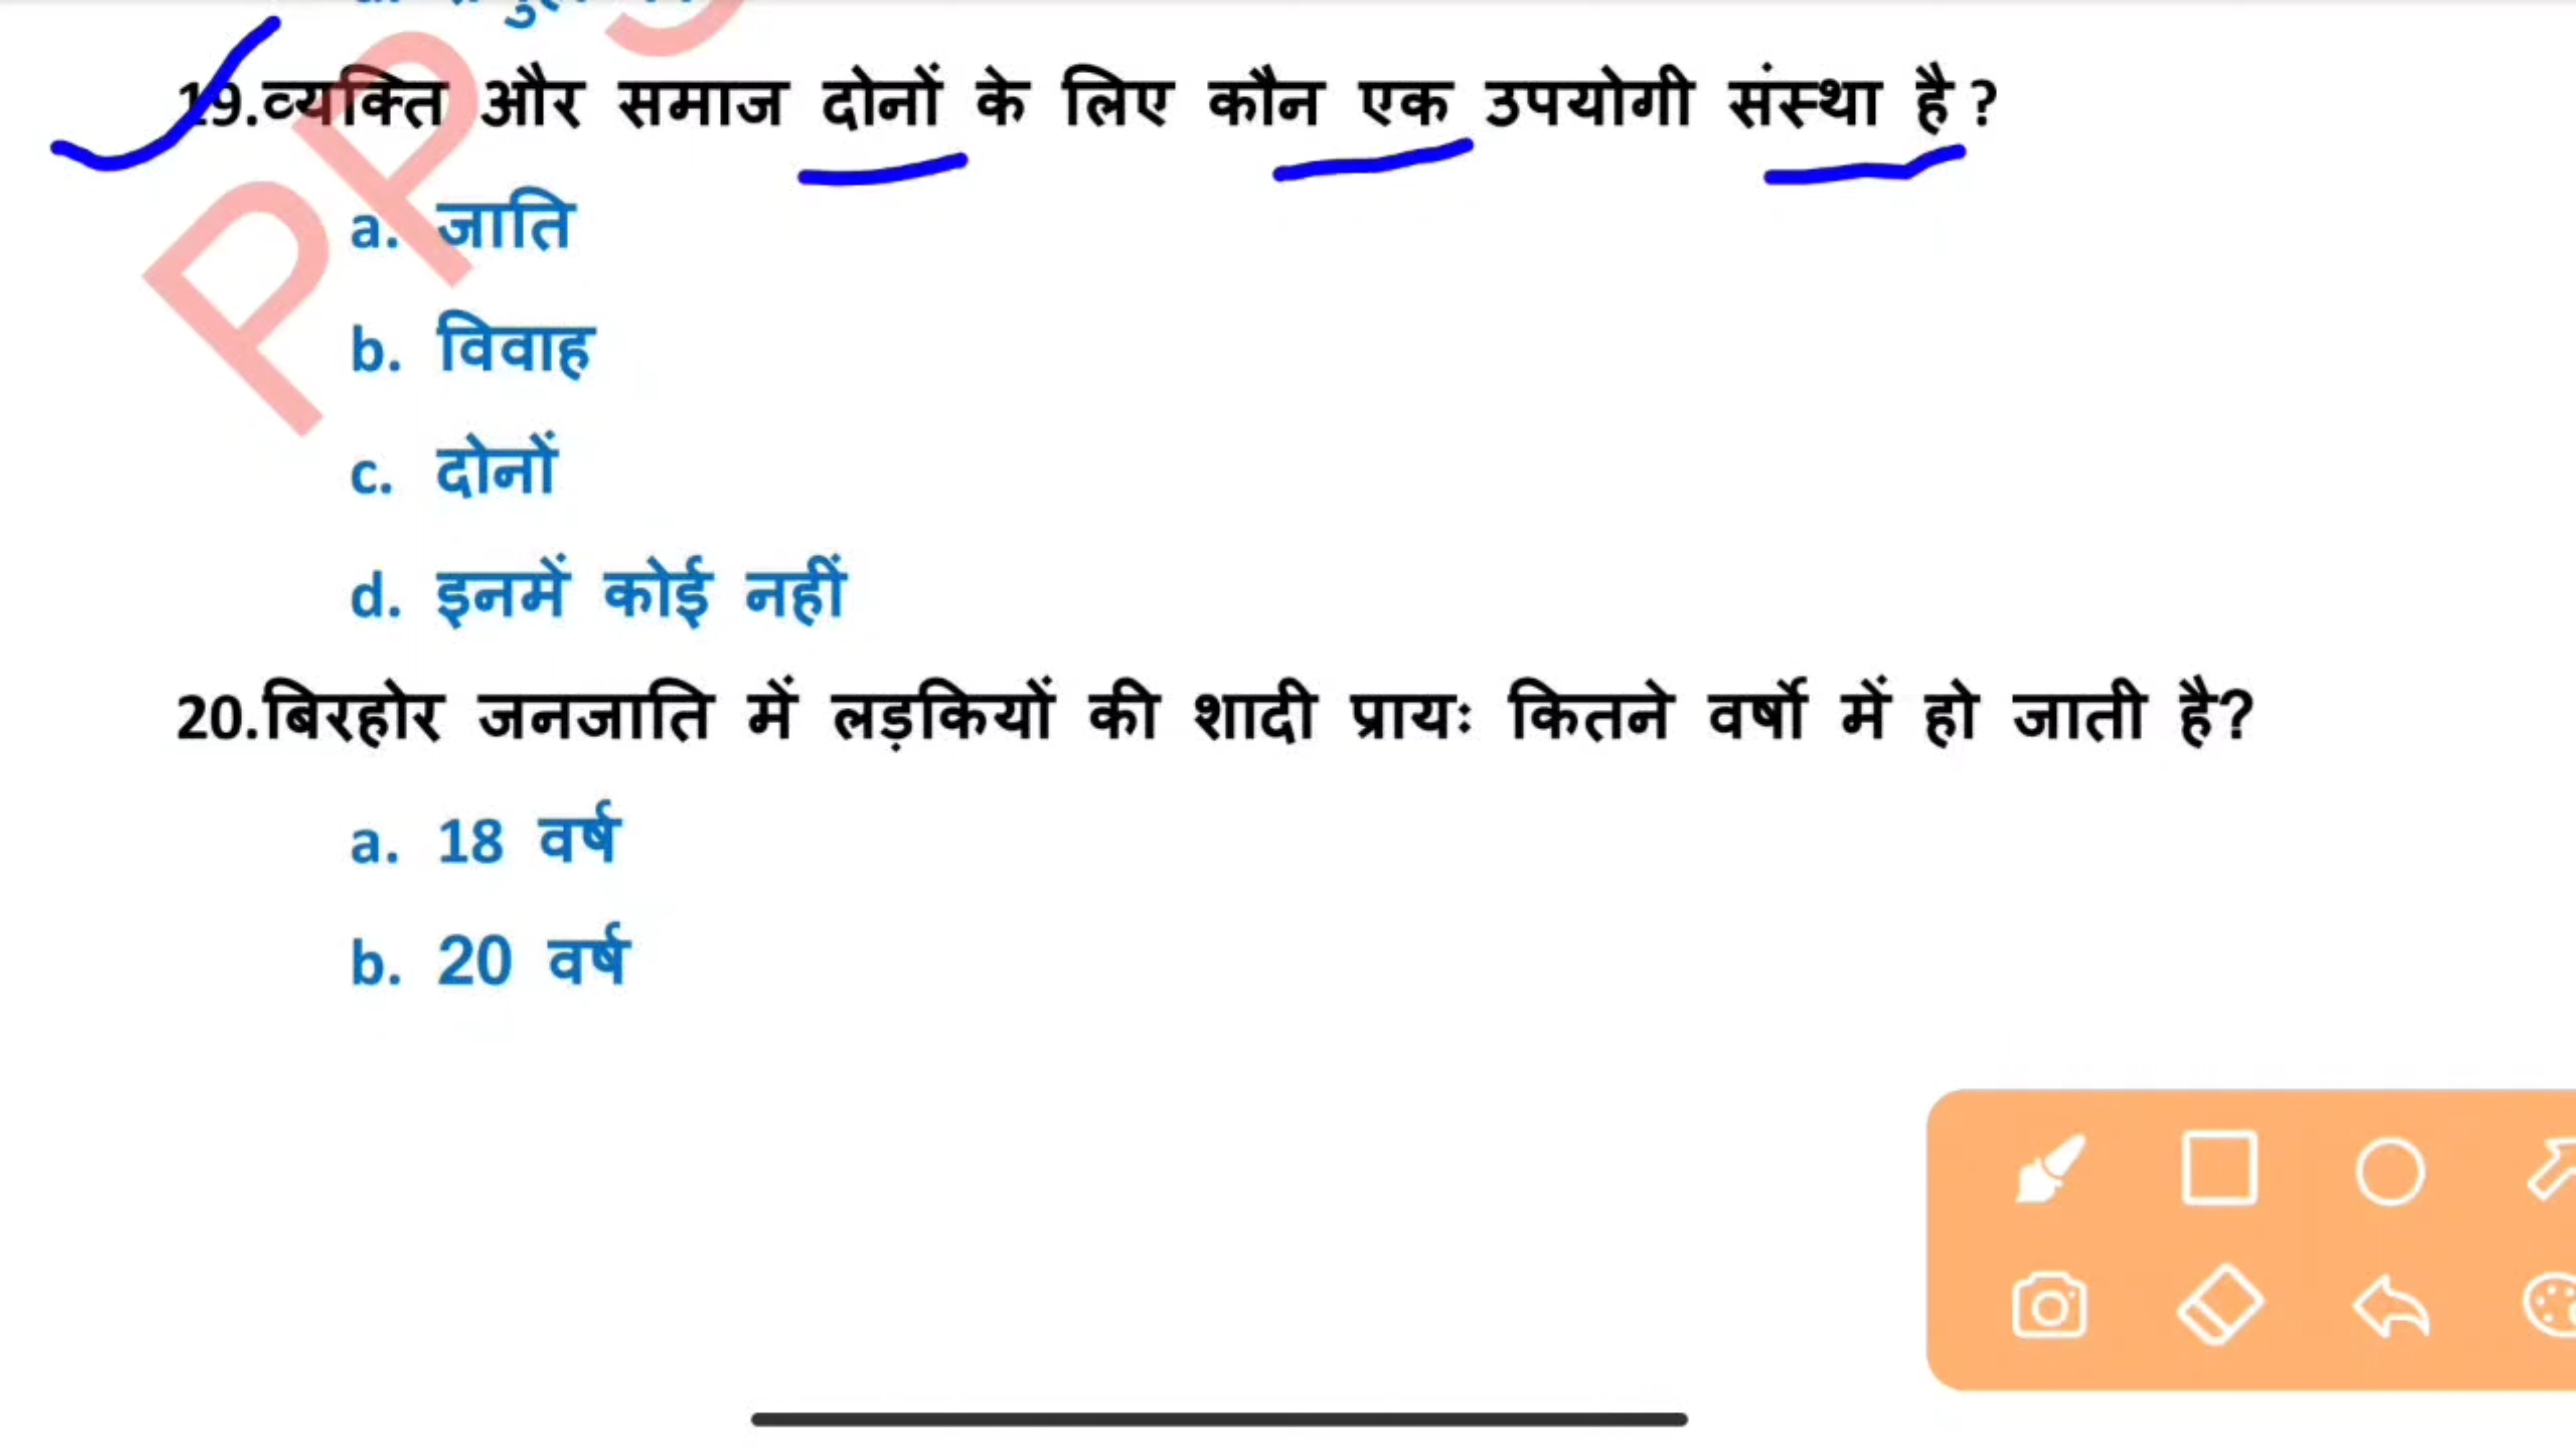 19.व्यक्ति और समाज दोनों के लिए कौन एक उपयोगी संस्था है?
a. जाति
b. विवाह
c. दोनों
d. इनमें कोई नहीं
20.बिरहोर जनजाति में लड़कियों की शादी प्रायः कितने वर्षो में हो जाती है?
a. 18 वर्ष
b. 20 वर्ष